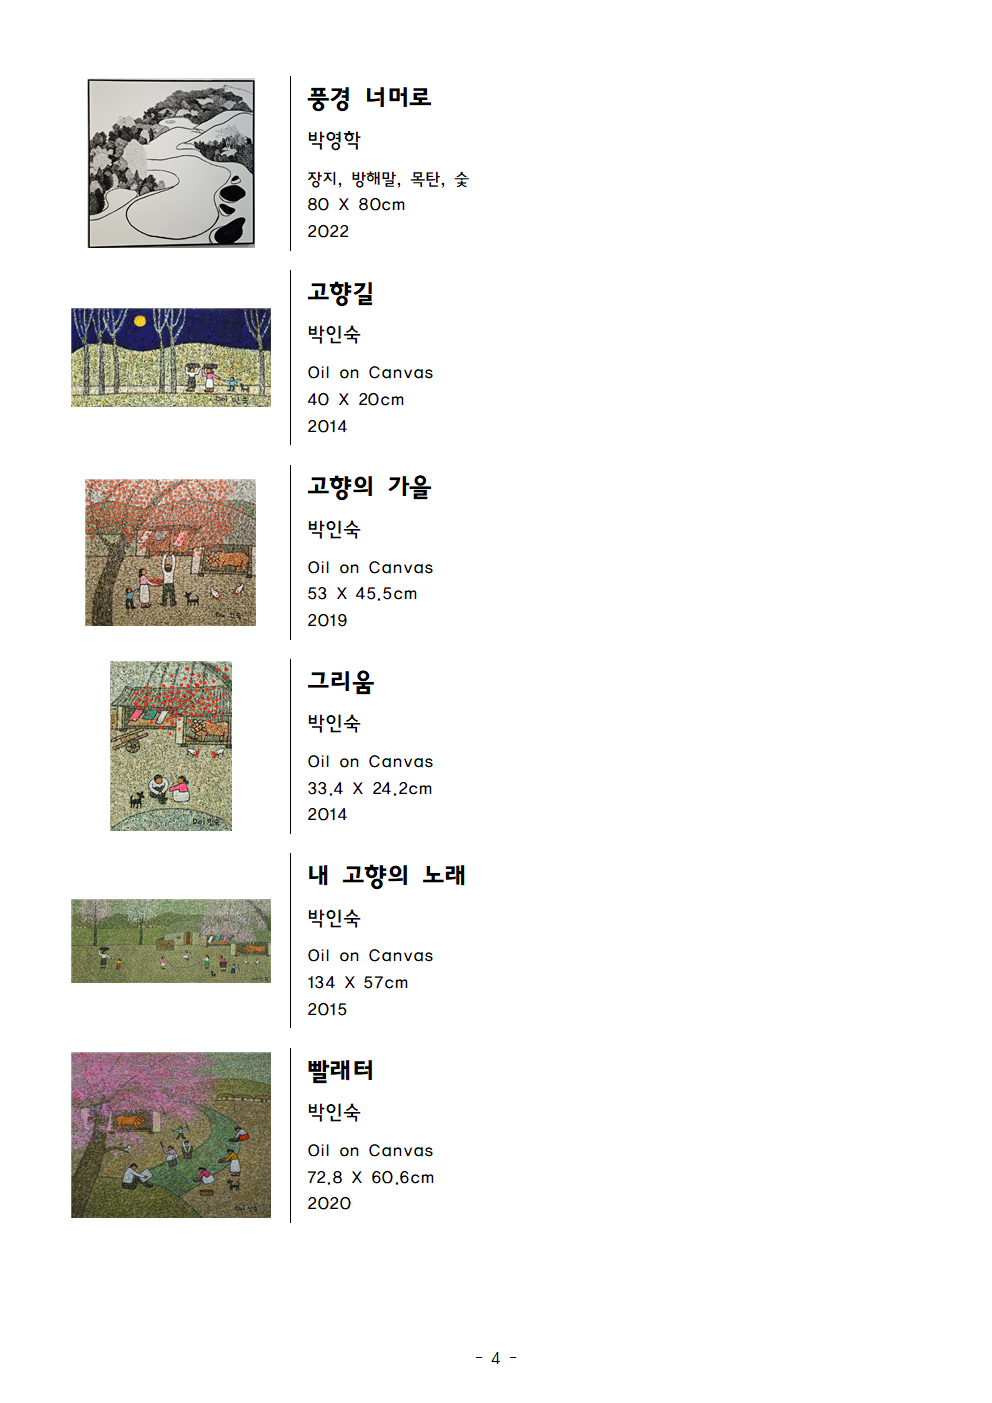 풍경 너머로
박영학
장지, 방해말, 목탄, 숯
80 X 80cm
2022
고향길
박인숙
Oil on Canvas
40 X 20cm
2014
고향의 가을
박인숙
Oil on Canvas
53 X 45.5cm
2019
그리움
박인숙
Oil on Canvas
33.4 X 24.2cm
2014
내 고향의 노래
박인숙
Oil on Canvas
134 X 57cm
2015
빨래터
박인숙
Oil on Canvas
72.8 X 60.6cm
2020
- 4 -